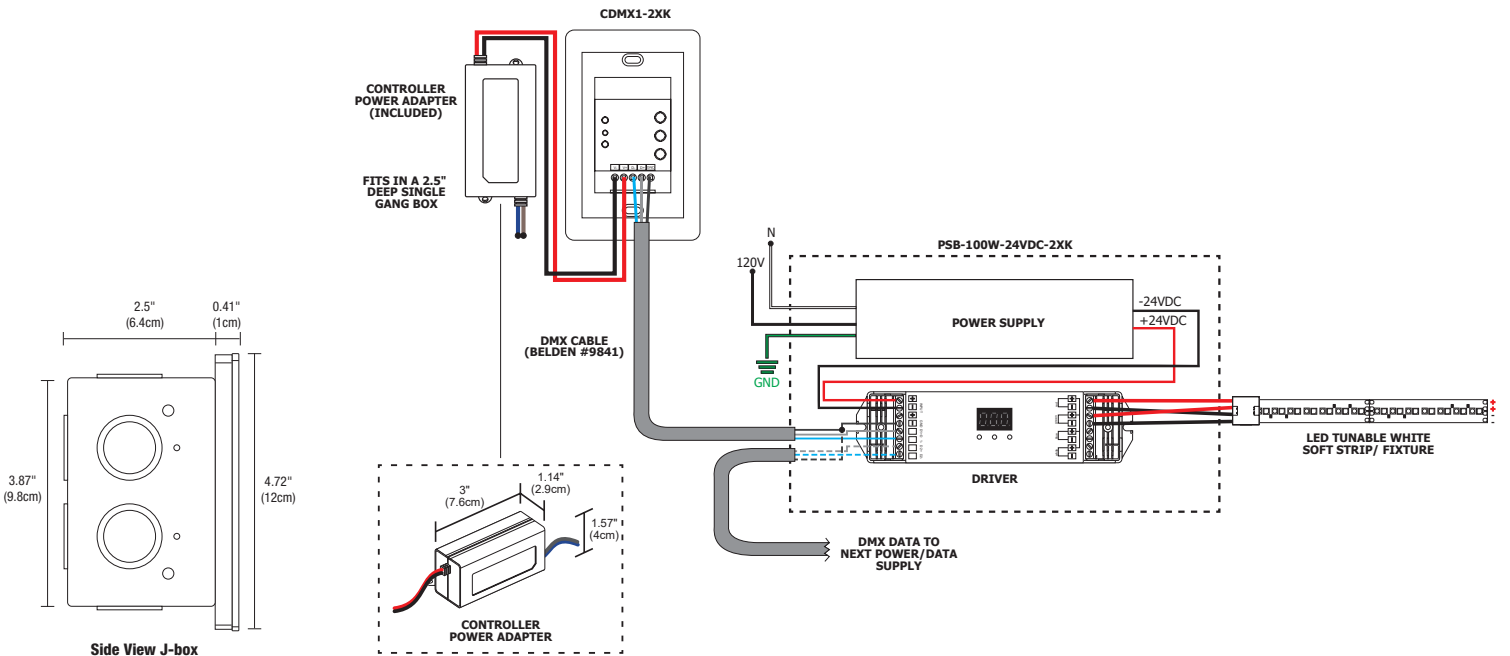 CDMX1-2XK
CONTROLLER
POWER ADAPTER
(INCLUDED)
FITS IN A 2.5"
DEEP SINGLE
GANG BOX
N
120V
PSB-100W-24VDC-2XK
POWER SUPPLY
-24VDC
+24VDC
GND
DMX CABLE
(BELDEN #9841)
DRIVER
LED TUNABLE WHITE
SOFT STRIP/ FIXTURE
DMX DATA TO
NEXT POWER/DATA
SUPPLY
2.5"
(6.4cm)
0.41"
(1cm)
3.87"
(9.8cm)
4.72"
(12cm)
Side View J-box
3"
(7.6cm)
1.14"
(2.9cm)
1.57"
(4cm)
CONTROLLER
POWER ADAPTER